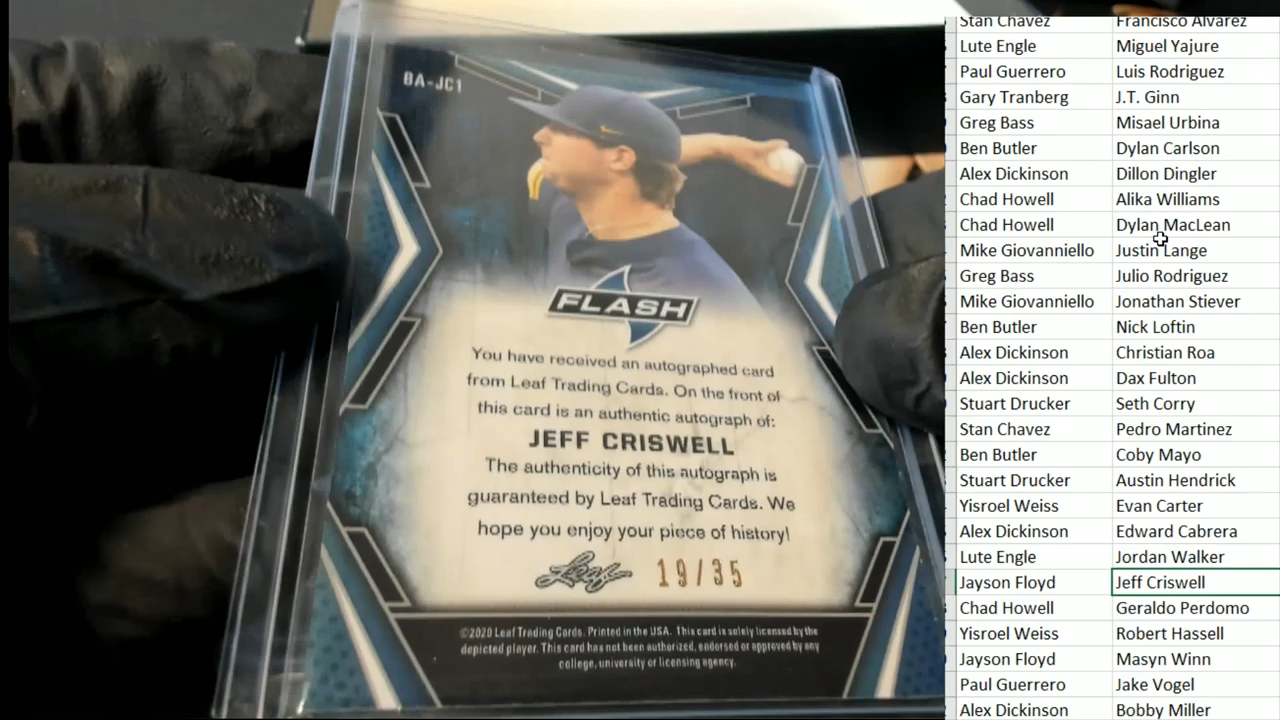 BA-JC1
FLASH
You have received an autographed card
from Leaf Trading Cards. On the front of
this card is an authentic autograph of:
JEFF CRISWELL
The authenticity of this autograph is
guaranteed by Leaf Trading Cards. We
hope you enjoy your piece of history!
Leaf 19/35
©2020 Leaf Trading Cards. Printed in the USA. This card is solely licensed by the
depicted player. This card has not been authorized, endorsed or approved by any
college, university or licensing agency.
Stan Chavez Francisco Alvarez
Lute Engle Miguel Yajure
Paul Guerrero Luis Rodriguez
Gary Tranberg J.T. Ginn
Greg Bass Misael Urbina
Ben Butler Dylan Carlson
Alex Dickinson Dillon Dingler
Chad Howell Alika Williams
Chad Howell Dylan MacLean
Mike Giovanniello Justin Lange
Greg Bass Julio Rodriguez
Mike Giovanniello Jonathan Stiever
Ben Butler Nick Loftin
Alex Dickinson Christian Roa
Alex Dickinson Dax Fulton
Stuart Drucker Seth Corry
Stan Chavez Pedro Martinez
Ben Butler Coby Mayo
Stuart Drucker Austin Hendrick
Yisroel Weiss Evan Carter
Alex Dickinson Edward Cabrera
Lute Engle Jordan Walker
Jayson Floyd Jeff Criswell
Chad Howell Geraldo Perdomo
Yisroel Weiss Robert Hassell
Jayson Floyd Masyn Winn
Paul Guerrero Jake Vogel
Alex Dickinson Bobby Miller